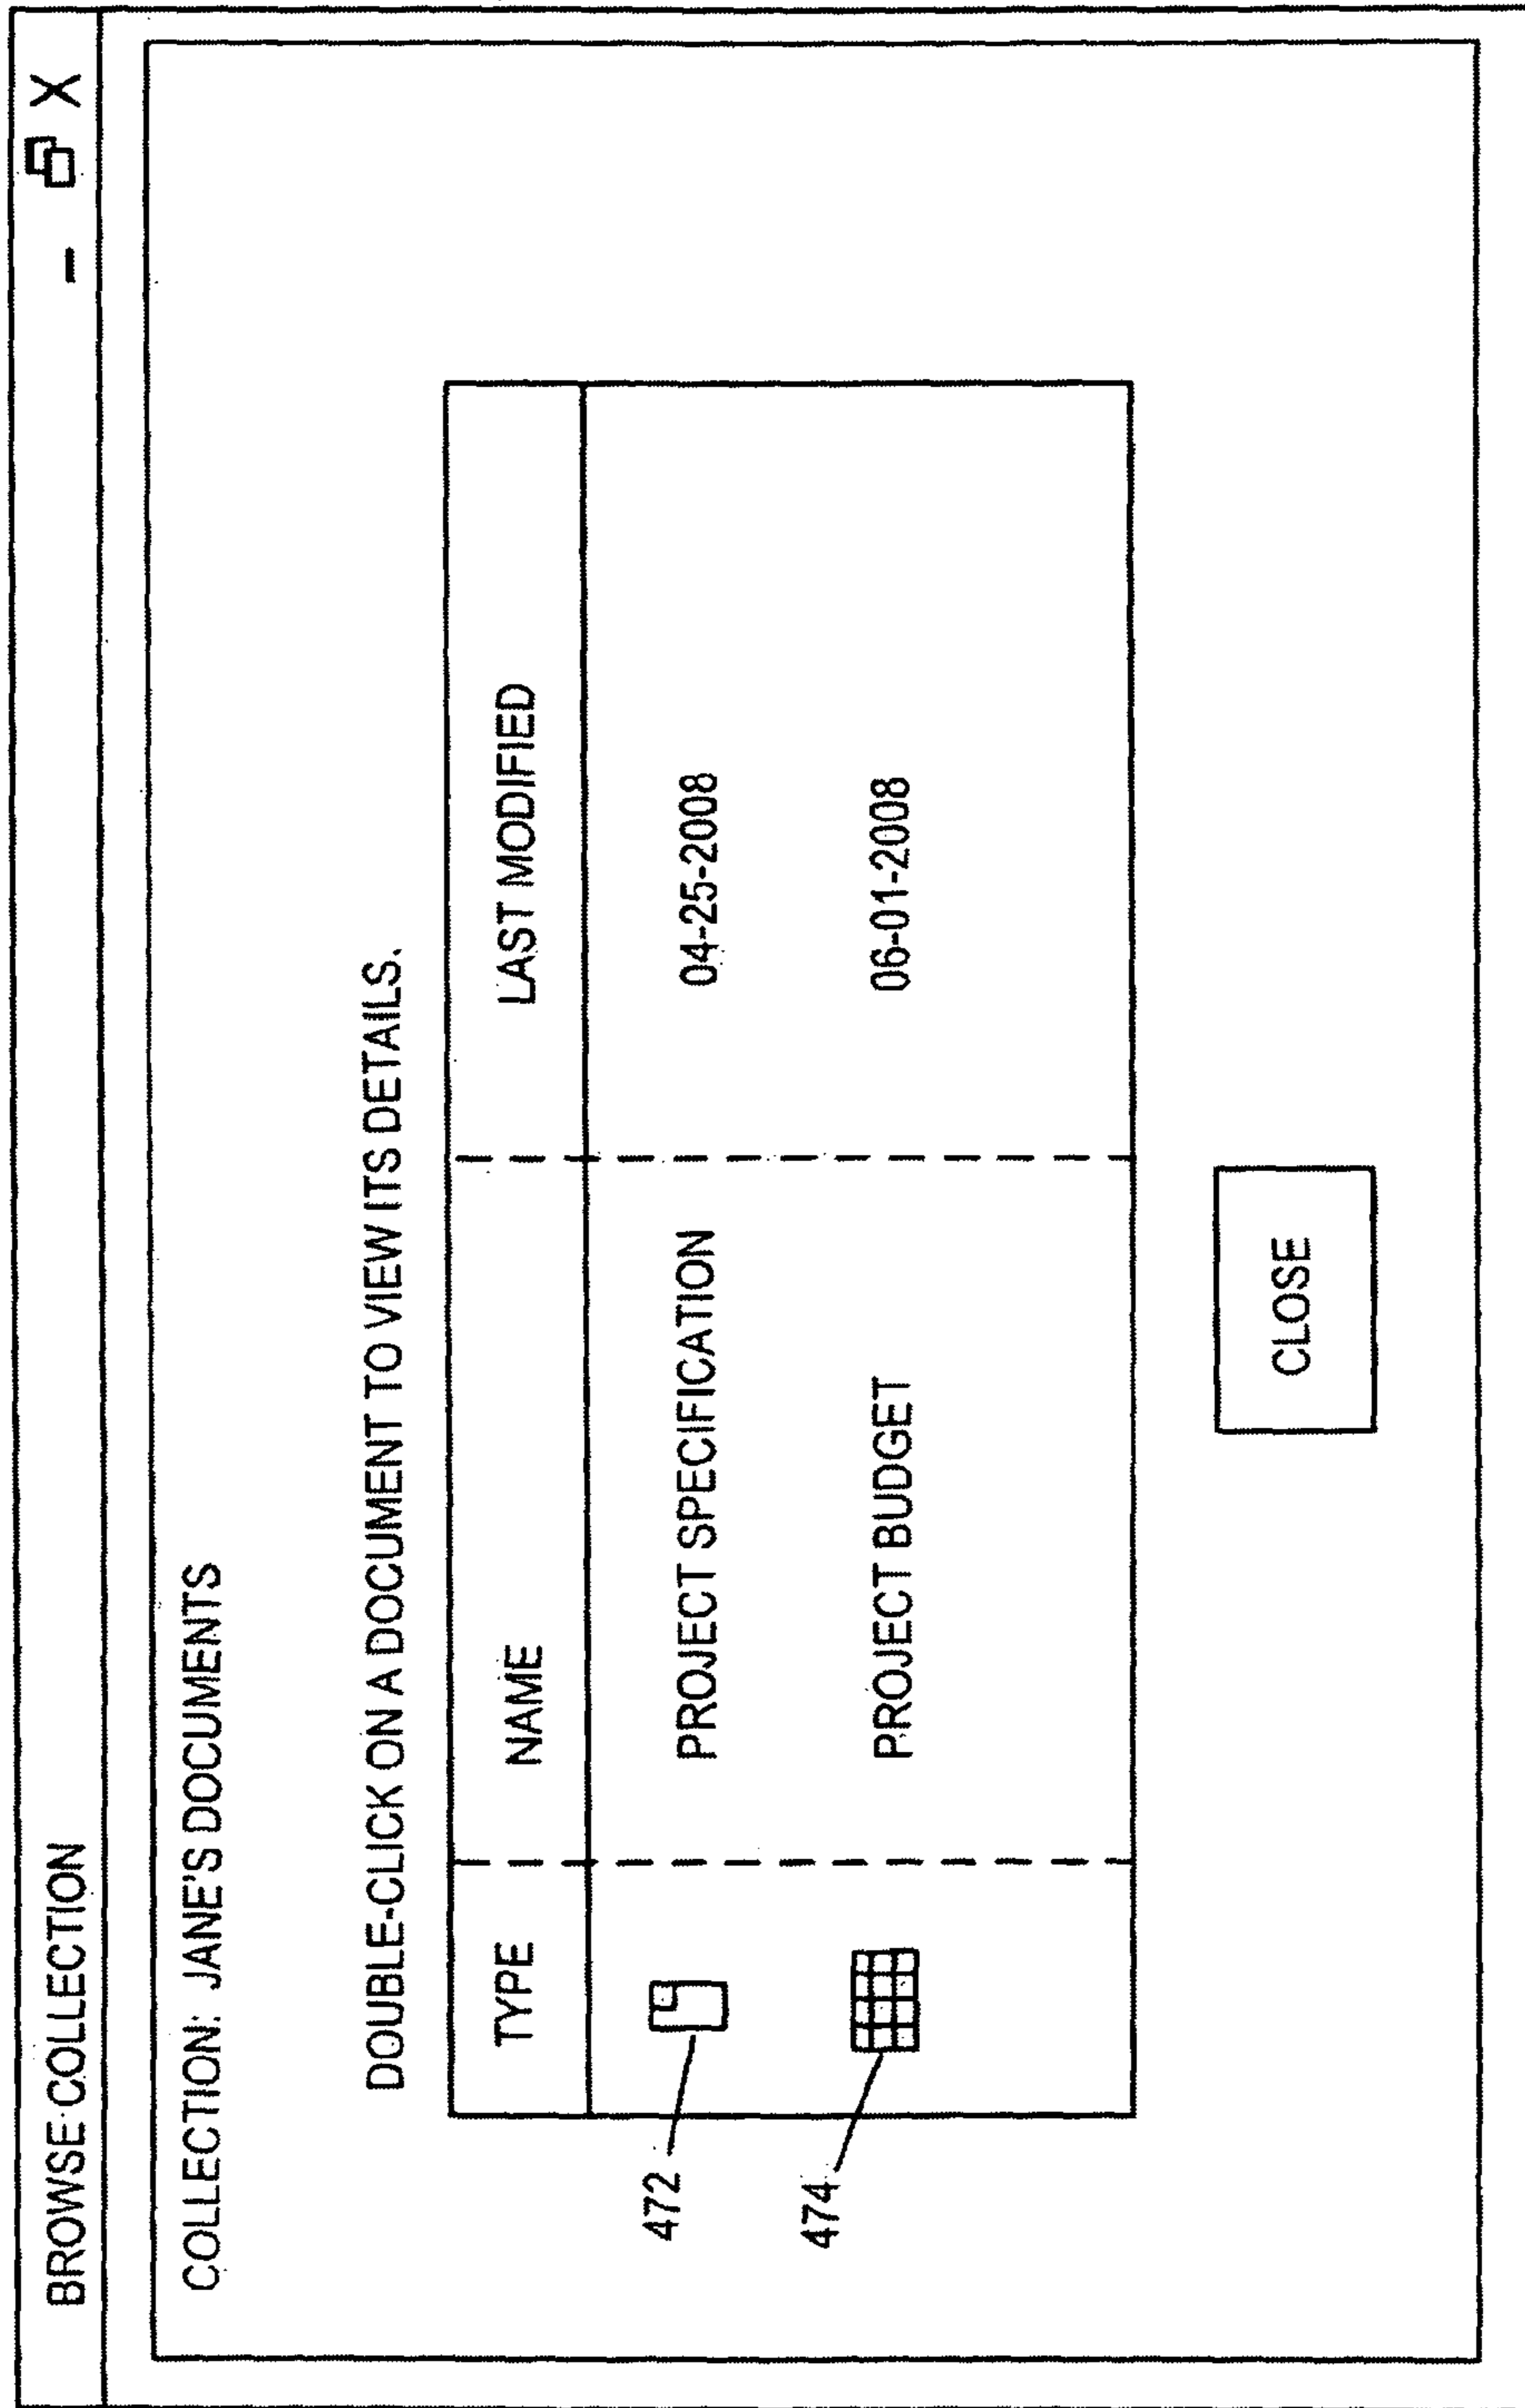 BROWSE COLLECTION
COLLECTION: JANE'S DOCUMENTS
DOUBLE-CLICK ON A DOCUMENT TO VIEW ITS DETAILS.
TYPE NAME LAST MODIFIED
472 PROJECT SPECIFICATION 04-25-2008
474 PROJECT BUDGET 06-01-2008
CLOSE